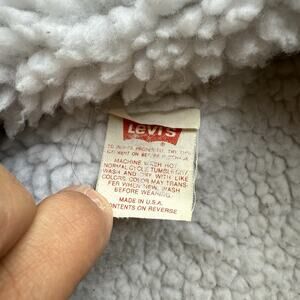 LEVI'S
MACHINE WASH HOT
NORMAL CYCLE TUMBLE DRY
WASH AND DRY WITH LIKE
COLORS COLOR MAY TRANS-
FER WHEN NEW. WASH
BEFORE WEARING.
MADE IN U.S.A.
CONTENTS ON REVERSE